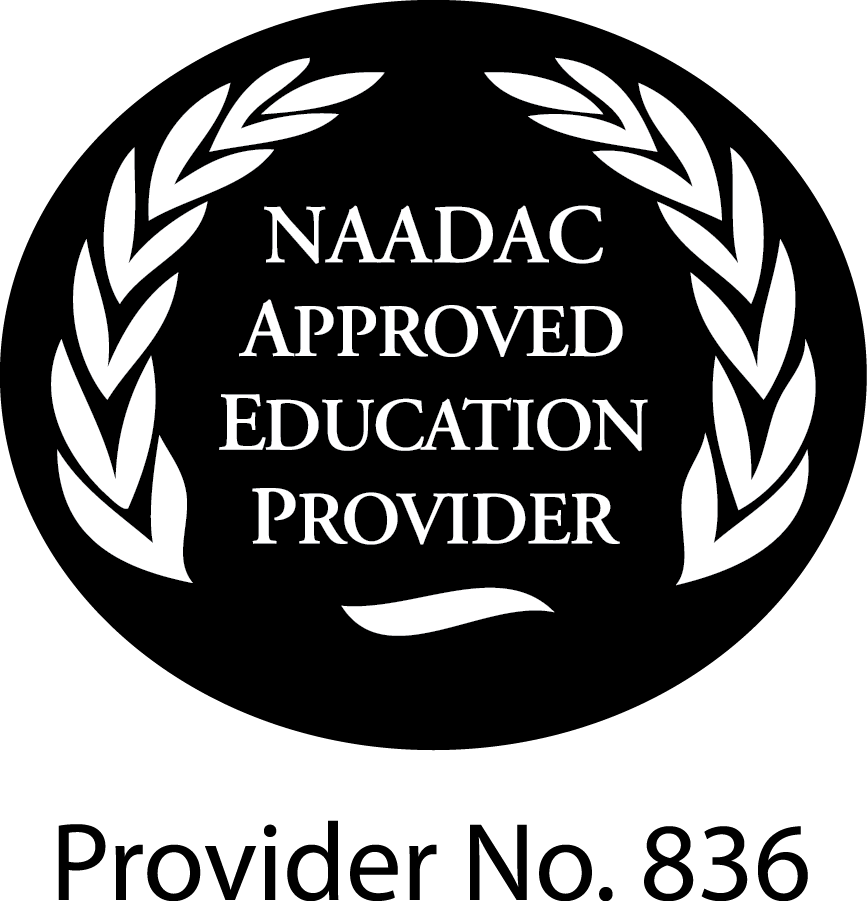 NAADAC
APPROVED
EDUCATION
PROVIDER
Provider No. 836